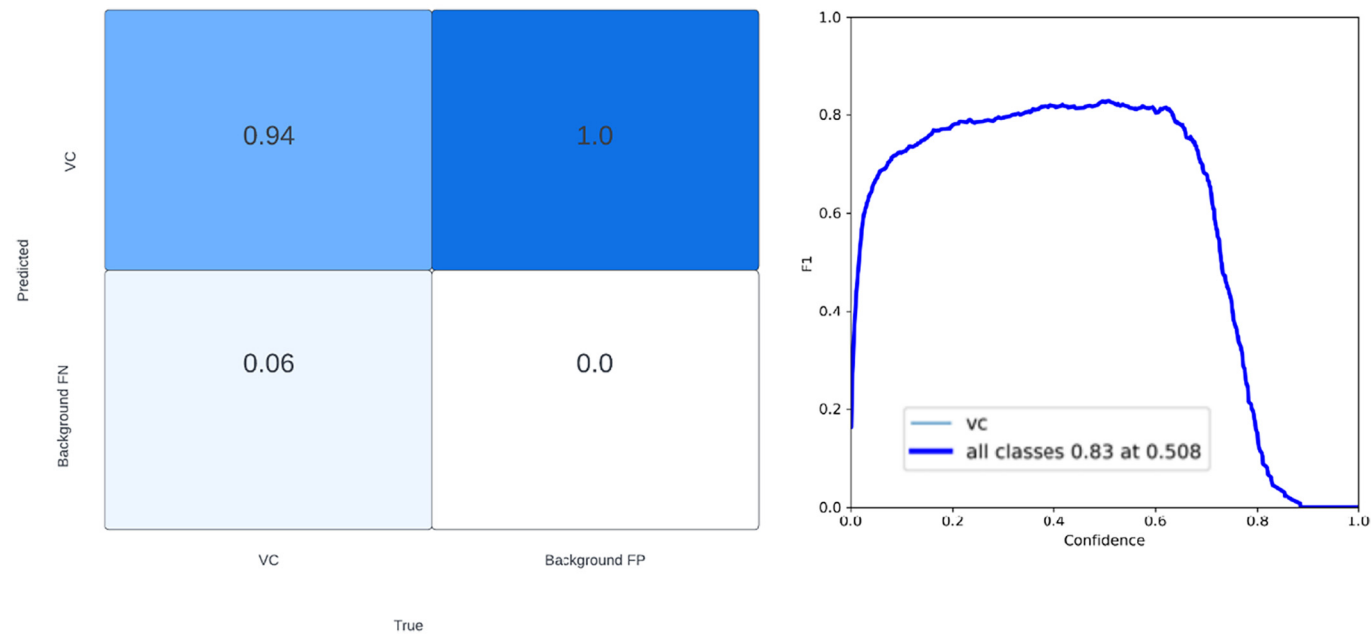 VC
0.94
1.0
Predicted
Background FN
0.06
0.0
VC
Background FP
True
1.0
0.8
0.6
0.4
0.2
0.0
F1
vc
all classes 0.83 at 0.508
0.0
0.2
0.4
0.6
0.8
1.0
Confidence